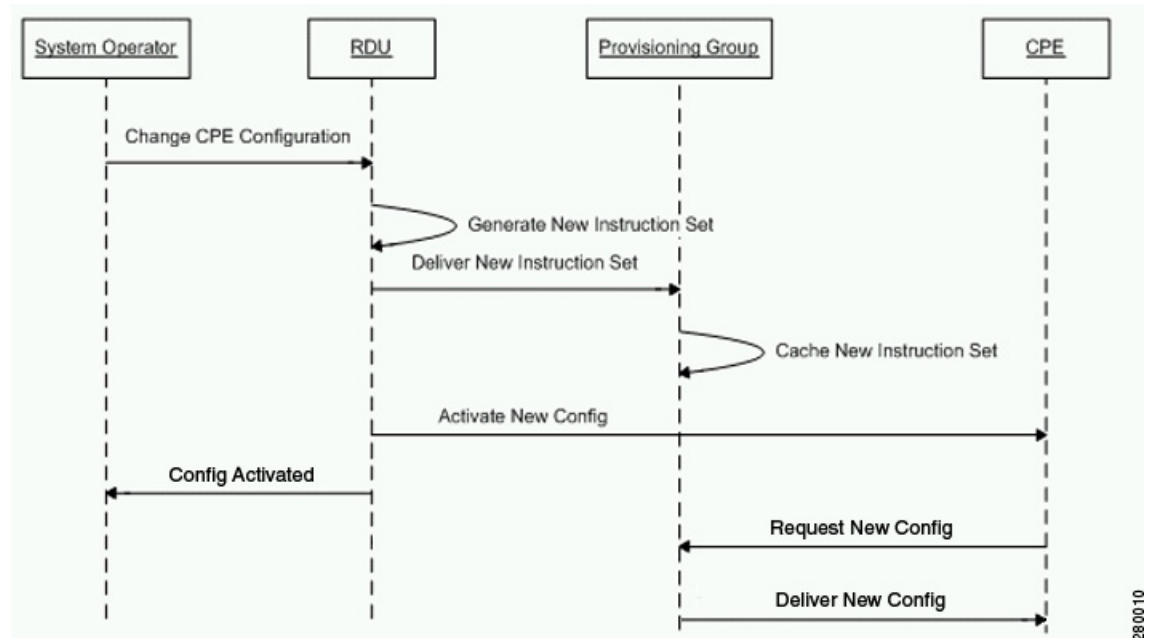 System Operator
RDU
Provisioning Group
CPE
Change CPE Configuration
Generate New Instruction Set
Deliver New Instruction Set
Cache New Instruction Set
Activate New Config
Config Activated
Request New Config
Deliver New Config
280010